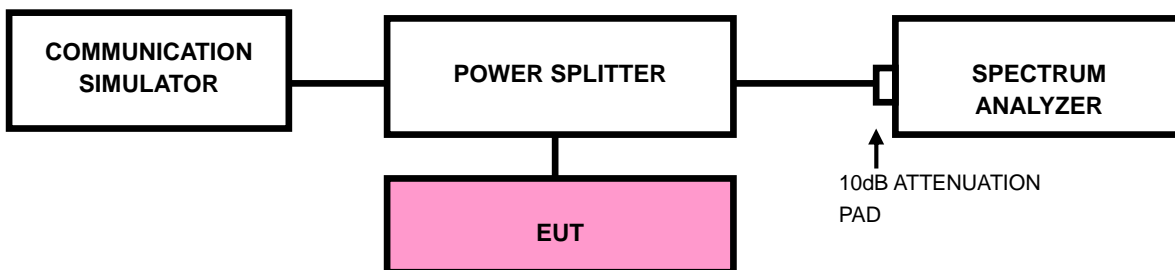 COMMUNICATION
SIMULATOR
POWER SPLITTER
SPECTRUM
ANALYZER
10dB ATTENUATION
PAD
EUT